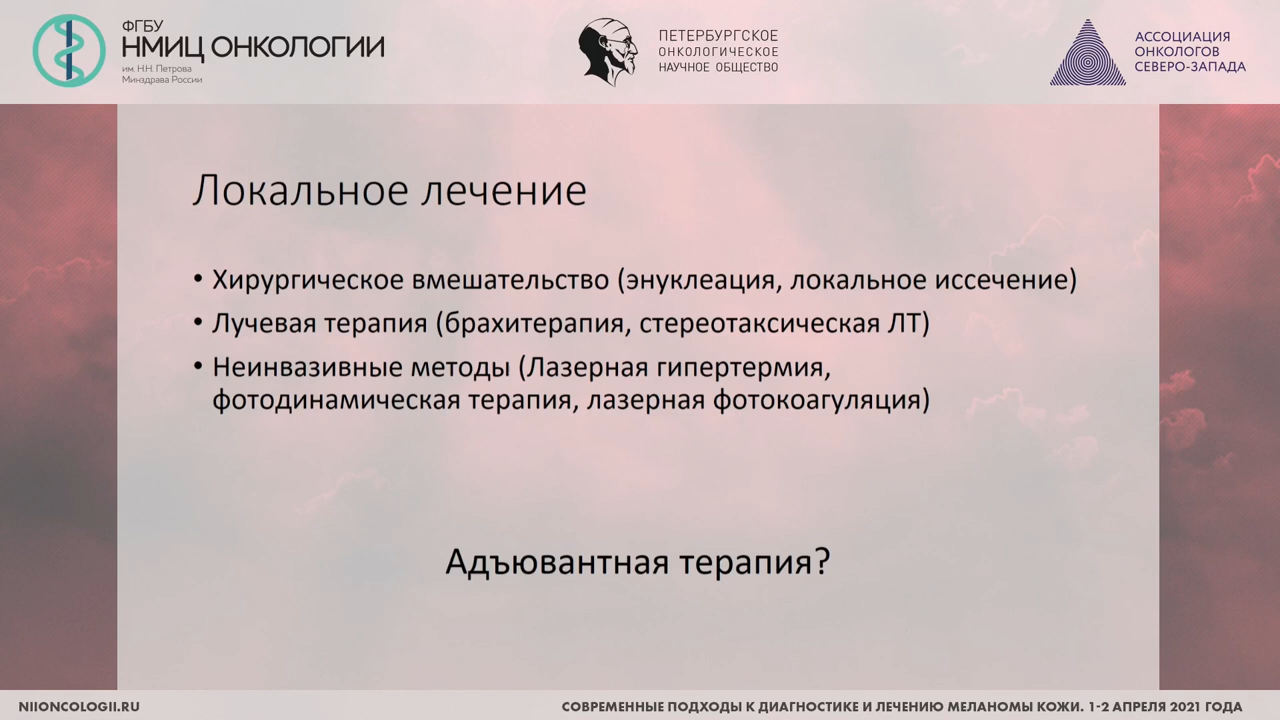 ФГБУ
НМИЦ ОНКОЛОГИИ
им. Н.Н. Петрова
Минздрава России
ПЕТЕРБУРГСКОЕ
ОНКОЛОГИЧЕСКОЕ
НАУЧНОЕ ОБЩЕСТВО
АССОЦИАЦИЯ
ОНКОЛОГОВ
СЕВЕРО-ЗАПАДА
Локальное лечение
• Хирургическое вмешательство (энуклеация, локальное иссечение)
• Лучевая терапия (брахитерапия, стереотаксическая ЛТ)
• Неинвазивные методы (Лазерная гипертермия,
фотодинамическая терапия, лазерная фотокоагуляция)
Адъювантная терапия?
NIIONCOLOGII.RU
СОВРЕМЕННЫЕ ПОДХОДЫ К ДИАГНОСТИКЕ И ЛЕЧЕНИЮ МЕЛАНОМЫ КОЖИ. 1-2 АПРЕЛЯ 2021 ГОДА